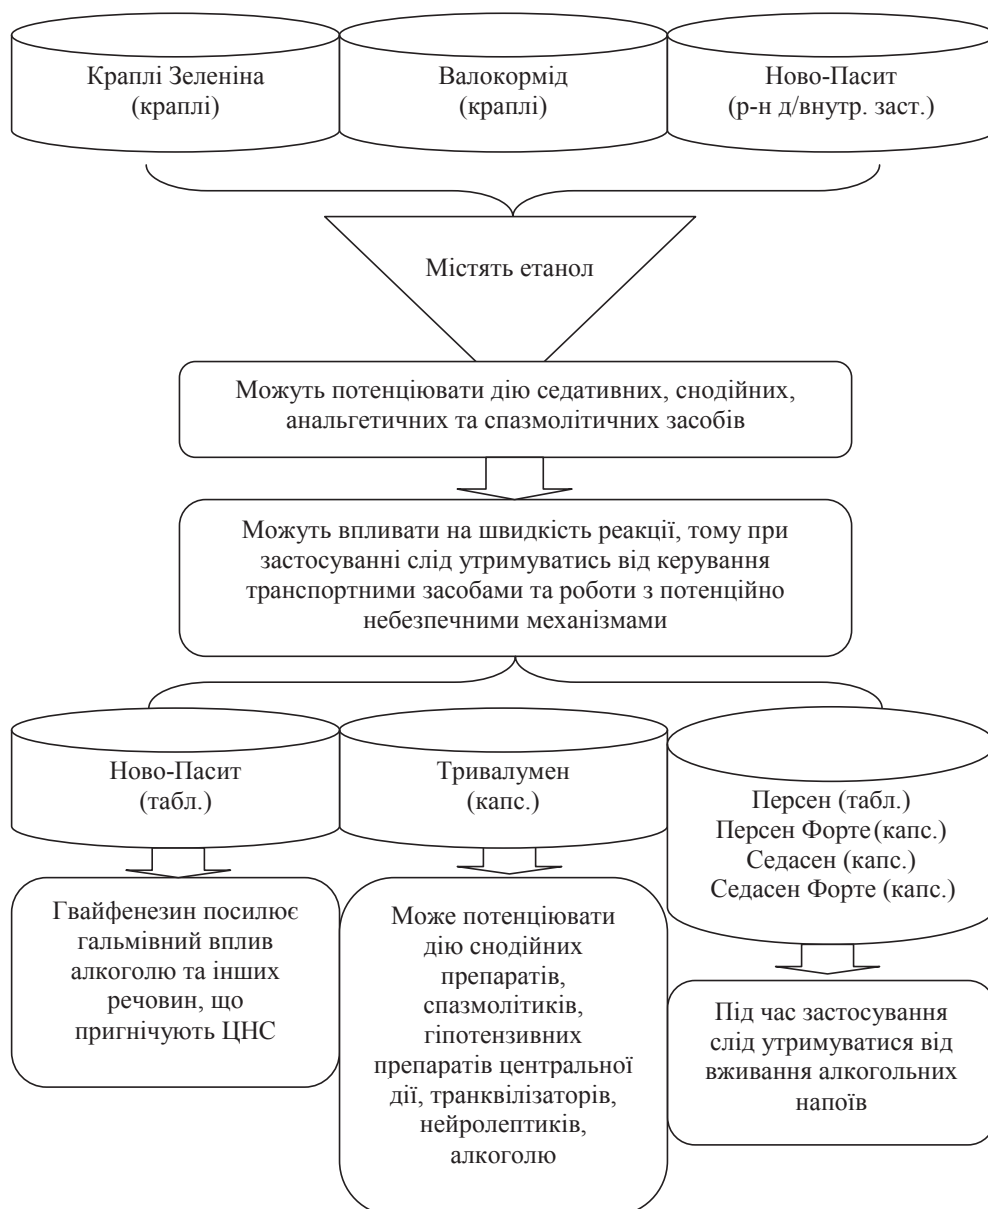 Краплі Зеленіна
(краплі)
Валокормід
(краплі)
Ново-Пасит
(р-н д/внутр. заст.)
Містять етанол
Можуть потенціювати дію седативних, снодійних,
анальгетичних та спазмолітичних засобів
Можуть впливати на швидкість реакції, тому при
застосуванні слід утримуватись від керування
транспортними засобами та роботи з потенційно
небезпечними механізмами
Ново-Пасит
(табл.)
Тривалумен
(капс.)
Персен (табл.)
Персен Форте (капс.)
Седасен (капс.)
Седасен Форте (капс.)
Гвайфенезин посилює
гальмівний вплив
алкоголю та інших
речовин, що
пригнічують ЦНС
Може потенціювати
дію снодійних
препаратів,
спазмолітиків,
гіпотензивних
препаратів центральної
дії, транквілізаторів,
нейролептиків,
алкоголю
Під час застосування
слід утримуватися від
вживання алкогольних
напоїв